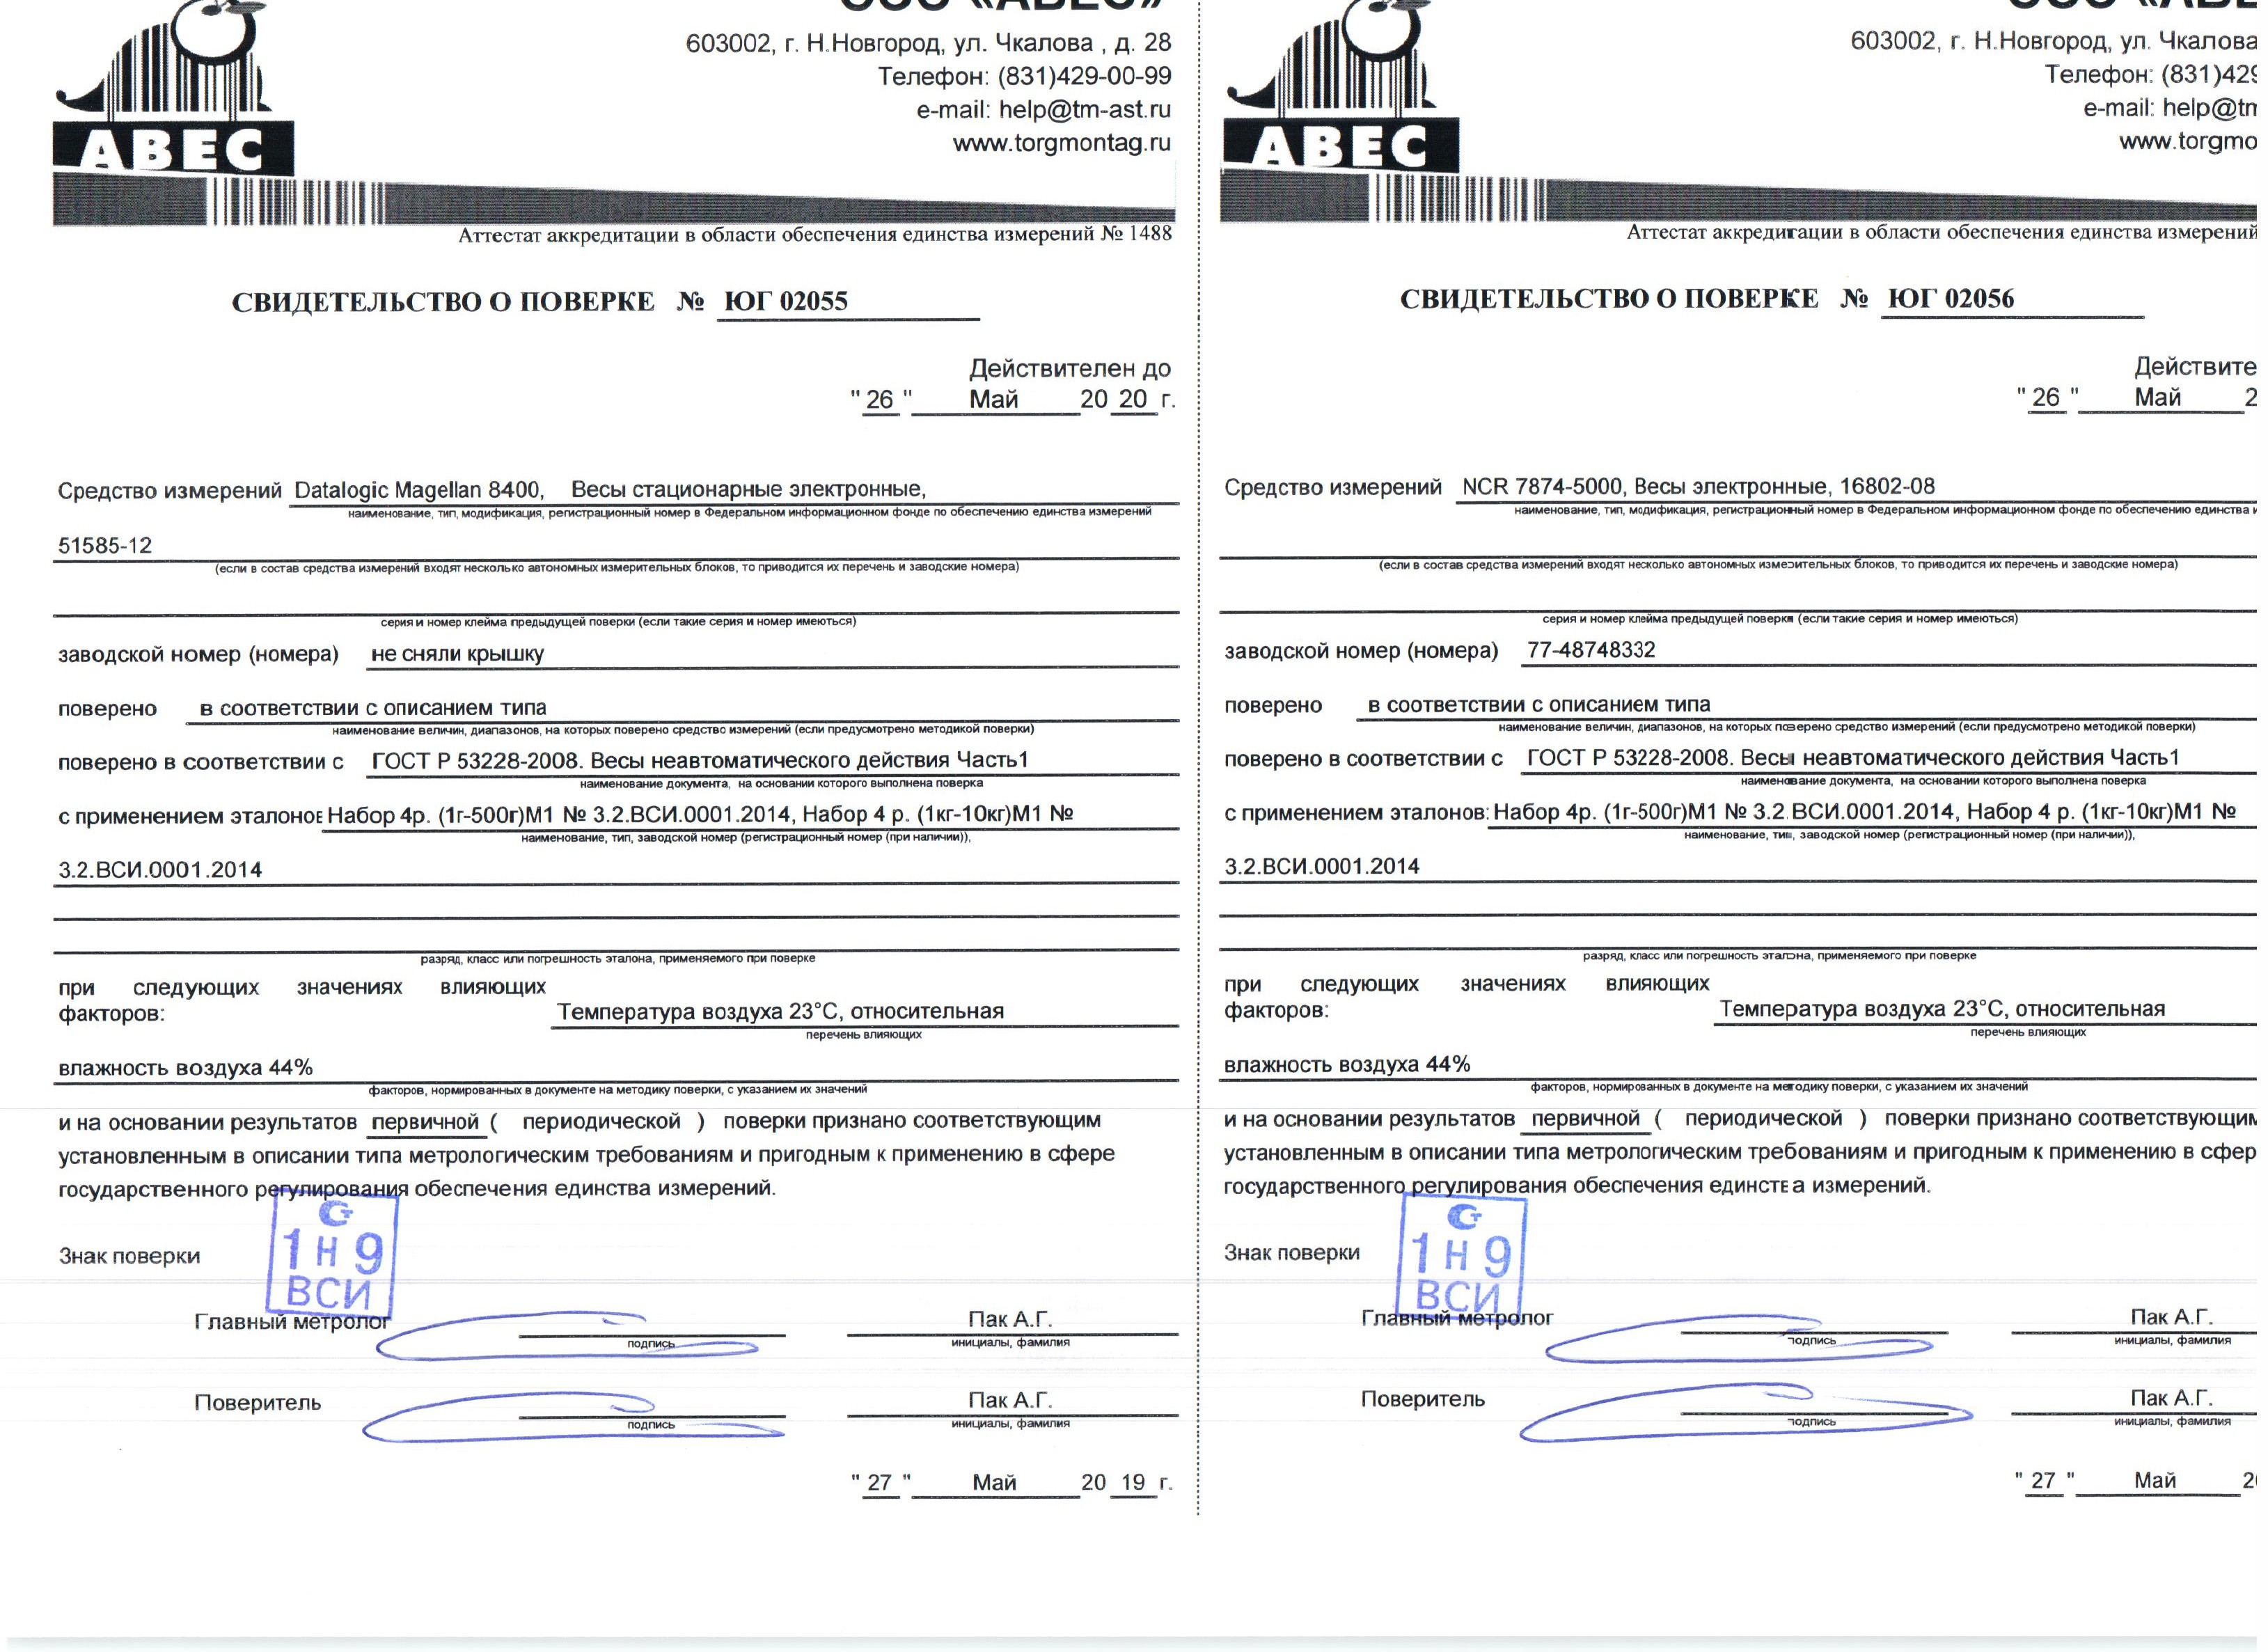 ООО «АВЕС»
603002, г. Н.Новгород, ул. Чкалова , д. 28
Телефон: (831)429-00-99
e-mail: help@tm-ast.ru
www.torgmontag.ru
АВЕС
Аттестат аккредитации в области обеспечения единства измерений № 1488
СВИДЕТЕЛЬСТВО О ПОВЕРКЕ № ЮГ 02055
Действителен до
" 26 " Май 20 20 г.
Средство измерений Datalogic Magellan 8400, Весы стационарные электронные,
наименование, тип, модификация, регистрационный номер в Федеральном информационном фонде по обеспечению единства измерений
51585-12
(если в состав средства измерений входят несколько автономных измерительных блоков, то приводится их перечень и заводские номера)
серия и номер клейма предыдущей поверки (если такие серия и номер имеються)
заводской номер (номера) не сняли крышку
поверено в соответствии с описанием типа
наименование величин, диапазонов, на которых поверено средство измерений (если предусмотрено методикой поверки)
поверено в соответствии с ГОСТ Р 53228-2008. Весы неавтоматического действия Часть1
наименование документа, на основании которого выполнена поверка
с применением эталонов Набор 4р. (1г-500г)М1 № 3.2.ВСИ.0001.2014, Набор 4 р. (1кг-10кг)М1 №
наименование, тип, заводской номер (регистрационный номер (при наличии)),
3.2.ВСИ.0001.2014
разряд, класс или погрешность эталона, применяемого при поверке
при следующих значениях влияющих
факторов: Температура воздуха 23°С, относительная
перечень влияющих
влажность воздуха 44%
факторов, нормированных в документе на методику поверки, с указанием их значений
и на основании результатов первичной ( периодической ) поверки признано соответствующим
установленным в описании типа метрологическим требованиям и пригодным к применению в сфере
государственного регулирования обеспечения единства измерений.
Знак поверки
1 Н 9
ВСИ
Главный метролог Пак А.Г.
подпись инициалы, фамилия
Поверитель Пак А.Г.
подпись инициалы, фамилия
" 27 " Май 20 19 г.
ООО «АВЕ
603002, г. Н.Новгород, ул. Чкалова
Телефон: (831)429
e-mail: help@tm
www.torgmo
АВЕС
Аттестат аккредитации в области обеспечения единства измерений
СВИДЕТЕЛЬСТВО О ПОВЕРКЕ № ЮГ 02056
Действите
" 26 " Май 2
Средство измерений NCR 7874-5000, Весы электронные, 16802-08
наименование, тип, модификация, регистрационный номер в Федеральном информационном фонде по обеспечению единства и
(если в состав средства измерений входят несколько автономных измерительных блоков, то приводится их перечень и заводские номера)
серия и номер клейма предыдущей поверки (если такие серия и номер имеються)
заводской номер (номера) 77-48748332
поверено в соответствии с описанием типа
наименование величин, диапазонов, на которых поверено средство измерений (если предусмотрено методикой поверки)
поверено в соответствии с ГОСТ Р 53228-2008. Весы неавтоматического действия Часть1
наименование документа, на основании которого выполнена поверка
с применением эталонов: Набор 4р. (1г-500г)М1 № 3.2.ВСИ.0001.2014, Набор 4 р. (1кг-10кг)М1 №
наименование, тип, заводской номер (регистрационный номер (при наличии)),
3.2.ВСИ.0001.2014
разряд, класс или погрешность эталона, применяемого при поверке
при следующих значениях влияющих
факторов: Температура воздуха 23°С, относительная
перечень влияющих
влажность воздуха 44%
факторов, нормированных в документе на методику поверки, с указанием их значений
и на основании результатов первичной ( периодической ) поверки признано соответствующим
установленным в описании типа метрологическим требованиям и пригодным к применению в сфер
государственного регулирования обеспечения единства измерений.
Знак поверки
1 Н 9
ВСИ
Главный метролог Пак А.Г.
подпись инициалы, фамилия
Поверитель Пак А.Г.
подпись инициалы, фамилия
" 27 " Май 20